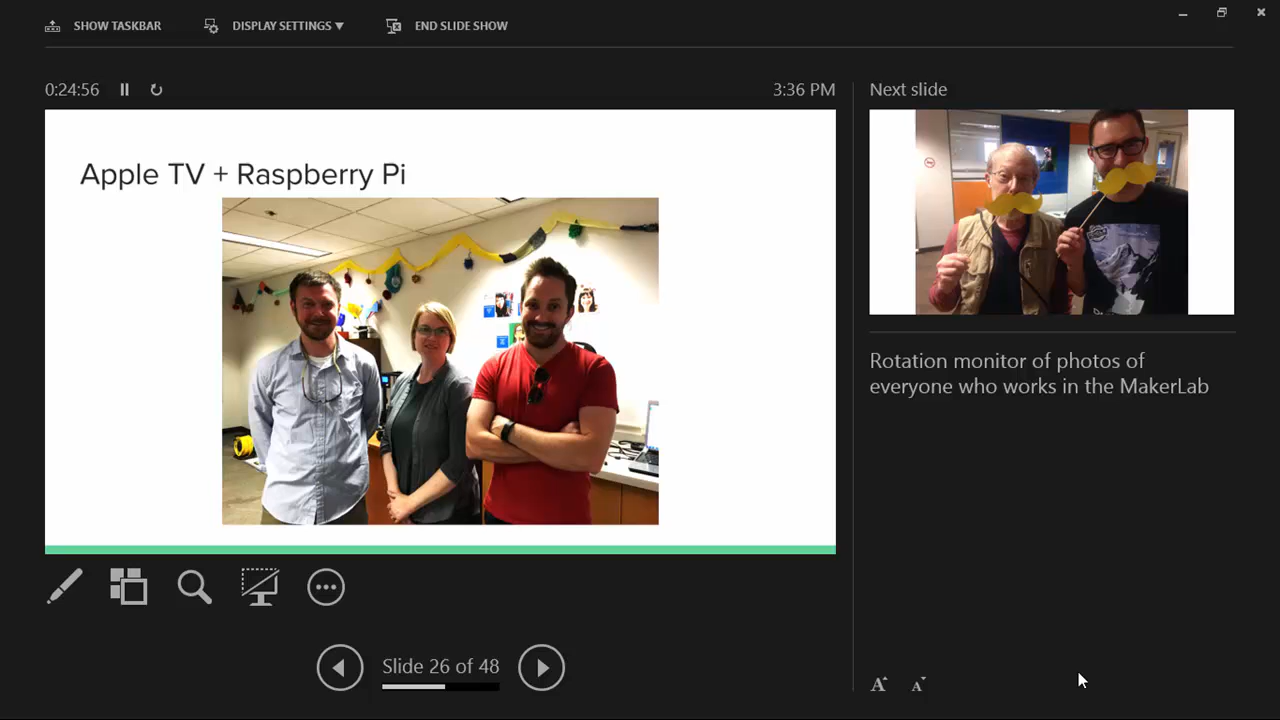 SHOW TASKBAR
DISPLAY SETTINGS ▼
END SLIDE SHOW
0:24:56
3:36 PM
Next slide
Apple TV + Raspberry Pi
Rotation monitor of photos of
everyone who works in the MakerLab
Slide 26 of 48
A
A